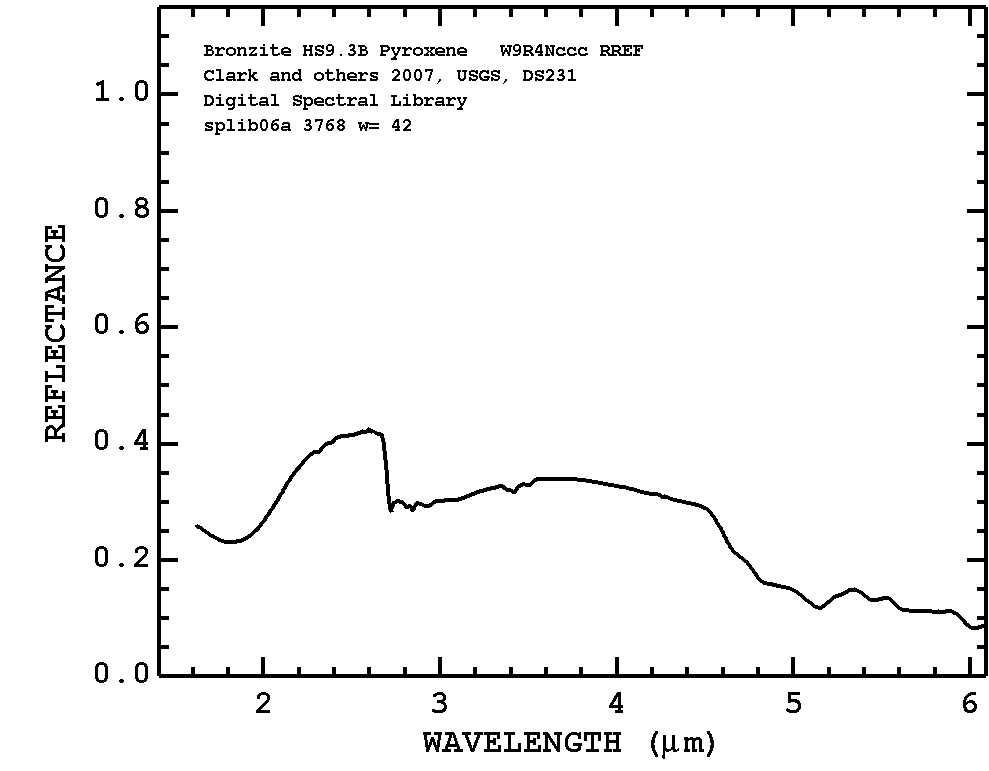 Bronzite HS9.3B Pyroxene W9R4Nccc RREF
Clark and others 2007, USGS, DS231
Digital Spectral Library
splib06a 3768 w= 42
REFLECTANCE
1.0
0.8
0.6
0.4
0.2
0.0
2 3 4 5 6
WAVELENGTH (μm)